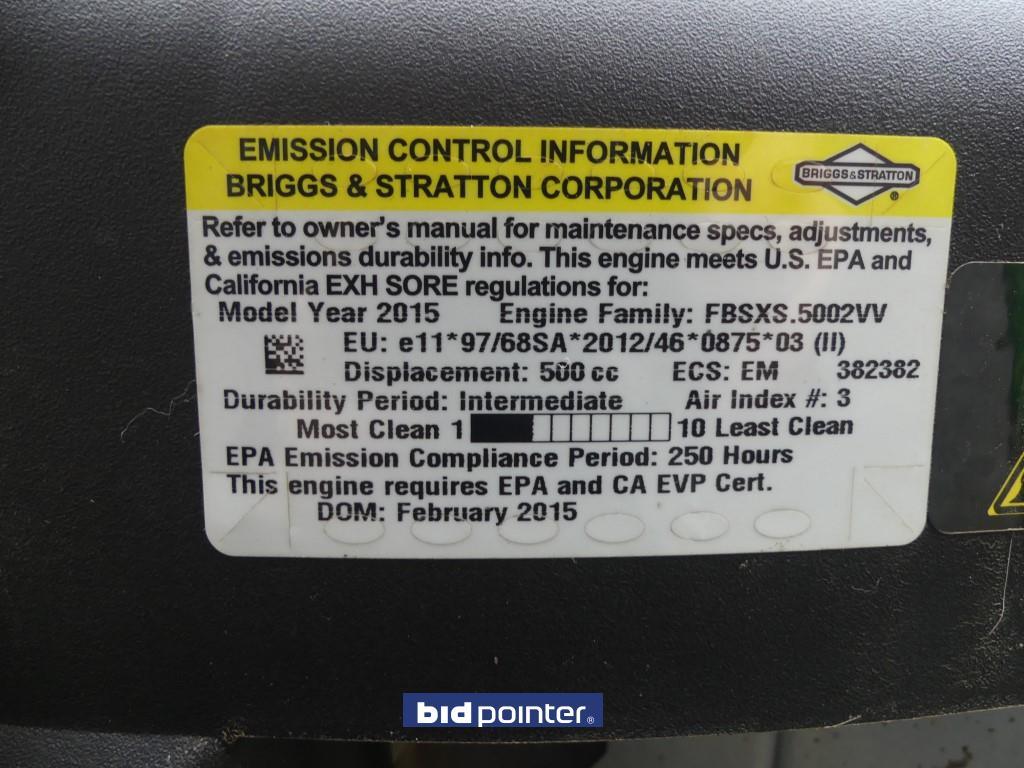 EMISSION CONTROL INFORMATION
BRIGGS & STRATTON CORPORATION
BRIGGS&STRATTON
®
Refer to owner's manual for maintenance specs, adjustments,
& emissions durability info. This engine meets U.S. EPA and
California EXH SORE regulations for:
Model Year 2015 Engine Family: FBSXS.5002VV
EU: e11*97/68SA*2012/46*0875*03 (II)
Displacement: 500 cc ECS: EM 382382
Durability Period: Intermediate Air Index #: 3
Most Clean 1 10 Least Clean
EPA Emission Compliance Period: 250 Hours
This engine requires EPA and CA EVP Cert.
DOM: February 2015
bidpointer®